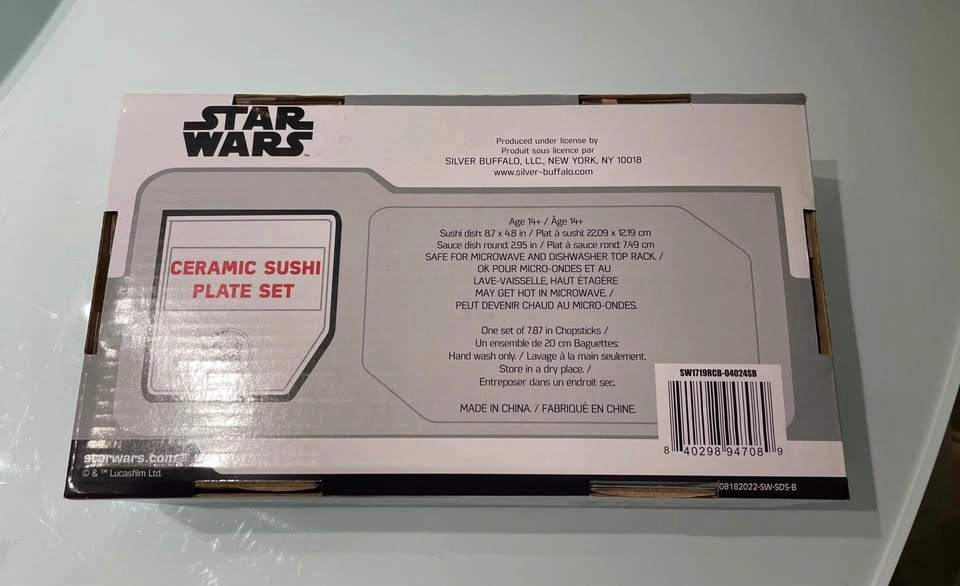 STAR
WARS
™
Produced under license by
Produit sous licence par
SILVER BUFFALO, LLC., NEW YORK, NY 10018
www.silver-buffalo.com
CERAMIC SUSHI
PLATE SET
Age 14+ / Âge 14+
Sushi dish: 8.7 x 4.8 in / Plat à sushi: 22.09 x 12.19 cm
Sauce dish round: 2.95 in / Plat à sauce rond: 7.49 cm
SAFE FOR MICROWAVE AND DISHWASHER TOP RACK. /
OK POUR MICRO-ONDES ET AU
LAVE-VAISSELLE, HAUT ÉTAGÈRE
MAY GET HOT IN MICROWAVE. /
PEUT DEVENIR CHAUD AU MICRO-ONDES.
One set of 7.87 in Chopsticks /
Un ensemble de 20 cm Baguettes:
Hand wash only. / Lavage à la main seulement.
Store in a dry place. /
Entreposer dans un endroit sec.
MADE IN CHINA. / FABRIQUÉ EN CHINE.
SW1719RCB-04024SB
8 40298 94708 9
starwars.com
© & ™ Lucasfilm Ltd.
08182022-SW-SDS-B